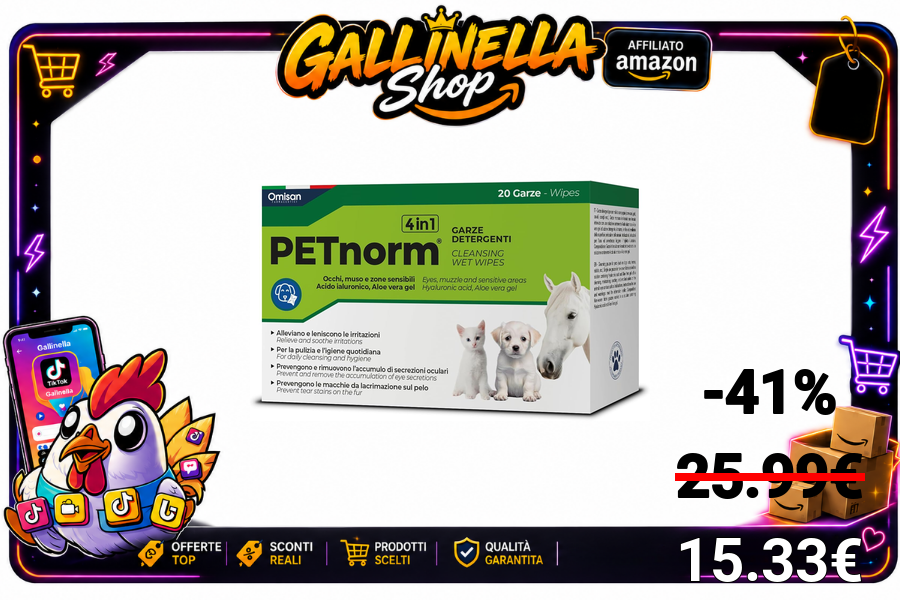 GALLINELLA
Shop
AFFILIATO
amazon
Omisan
20 Garze - Wipes
4in1
PETnorm®
GARZE
DETERGENTI
CLEANSING
WET WIPES
Occhi, muso e zone sensibili
Acido ialuronico, Aloe vera gel
Eyes, muzzle and sensitive areas
Hyaluronic acid, Aloe vera gel
Alleviano e leniscono le irritazioni
Relieve and soothe irritations
Per la pulizia e l'igiene quotidiana
For daily cleansing and hygiene
Prevengono e rimuovono l'accumulo di secrezioni oculari
Prevent and remove the accumulation of eye secretions
Prevengono le macchie da lacrimazione sul pelo
Prevent tear stains on the fur
Gallinella
TikTok
Gallinella
-41%
25.99€
15.33€
OFFERTE
TOP
SCONTI
REALI
PRODOTTI
SCELTI
QUALITÀ
GARANTITA